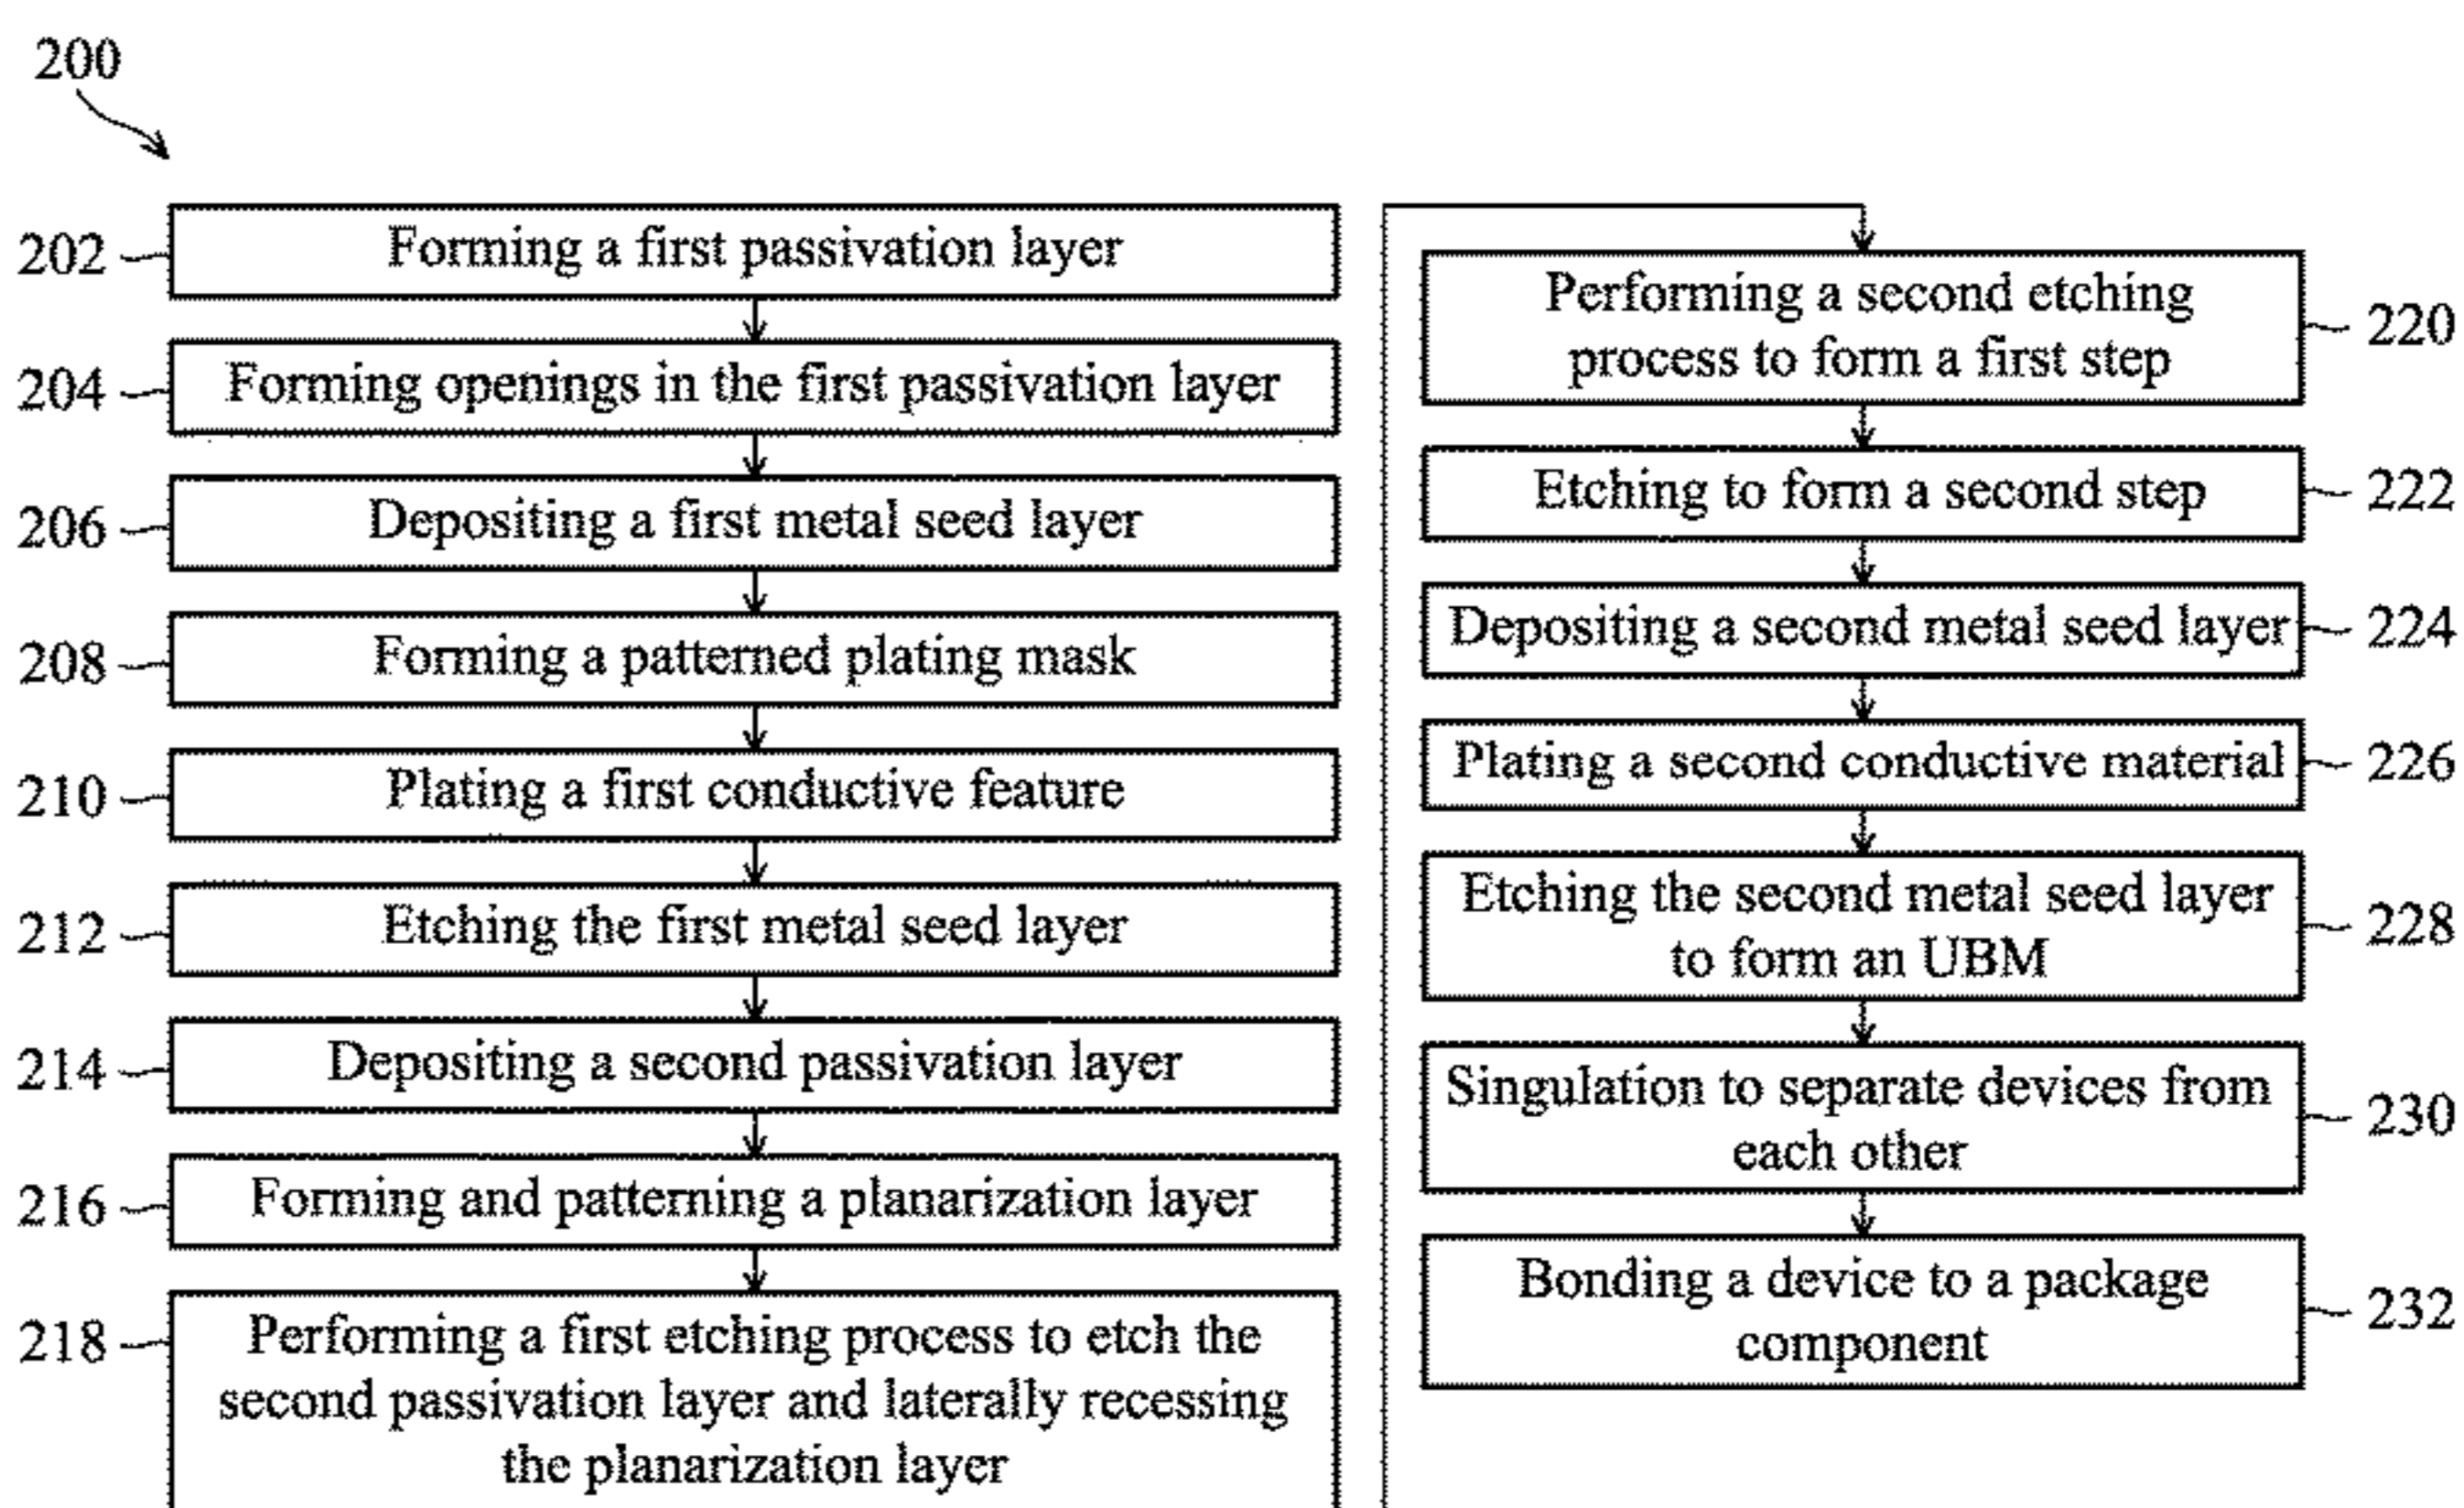 200
202
Forming a first passivation layer
204
Forming openings in the first passivation layer
206
Depositing a first metal seed layer
208
Forming a patterned plating mask
210
Plating a first conductive feature
212
Etching the first metal seed layer
214
Depositing a second passivation layer
216
Forming and patterning a planarization layer
218
Performing a first etching process to etch the
second passivation layer and laterally recessing
the planarization layer
Performing a second etching
process to form a first step
220
Etching to form a second step
222
Depositing a second metal seed layer
224
Plating a second conductive material
226
Etching the second metal seed layer
to form an UBM
228
Singulation to separate devices from
each other
230
Bonding a device to a package
component
232